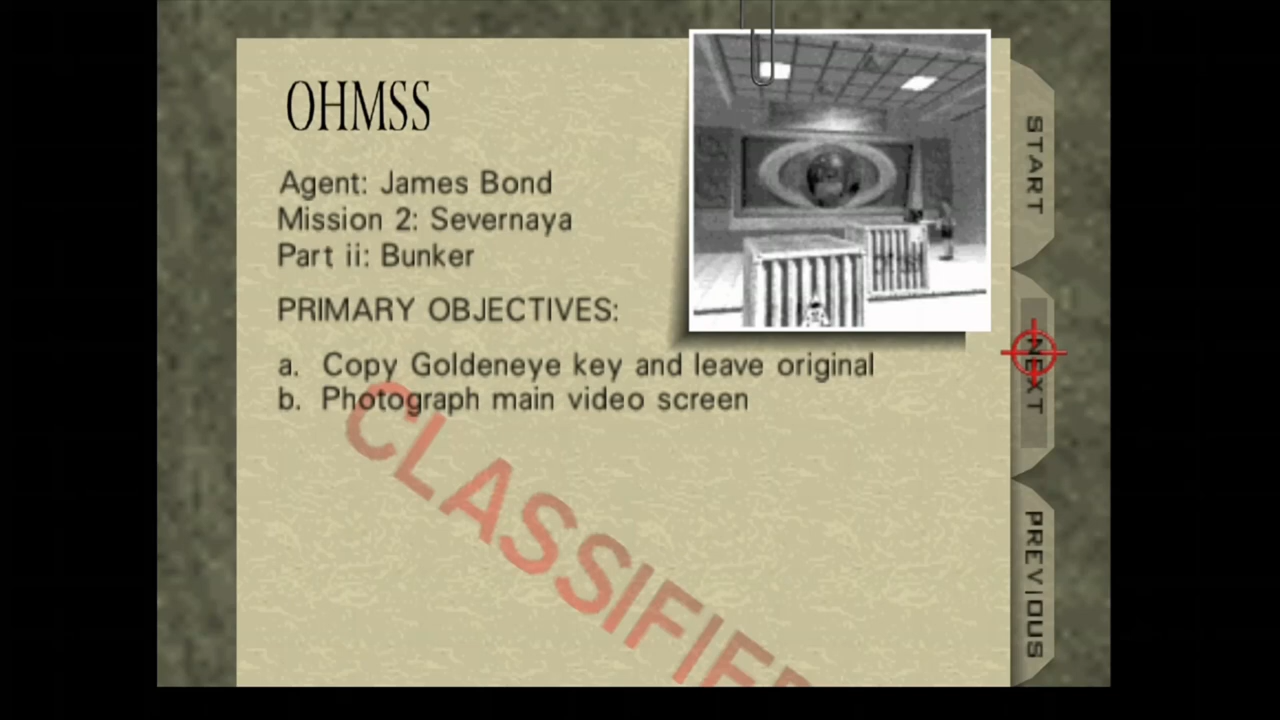 OHMSS
Agent: James Bond
Mission 2: Severnaya
Part ii: Bunker
PRIMARY OBJECTIVES:
a. Copy Goldeneye key and leave original
b. Photograph main video screen
CLASSIFIED
START
NEXT
PREVIOUS